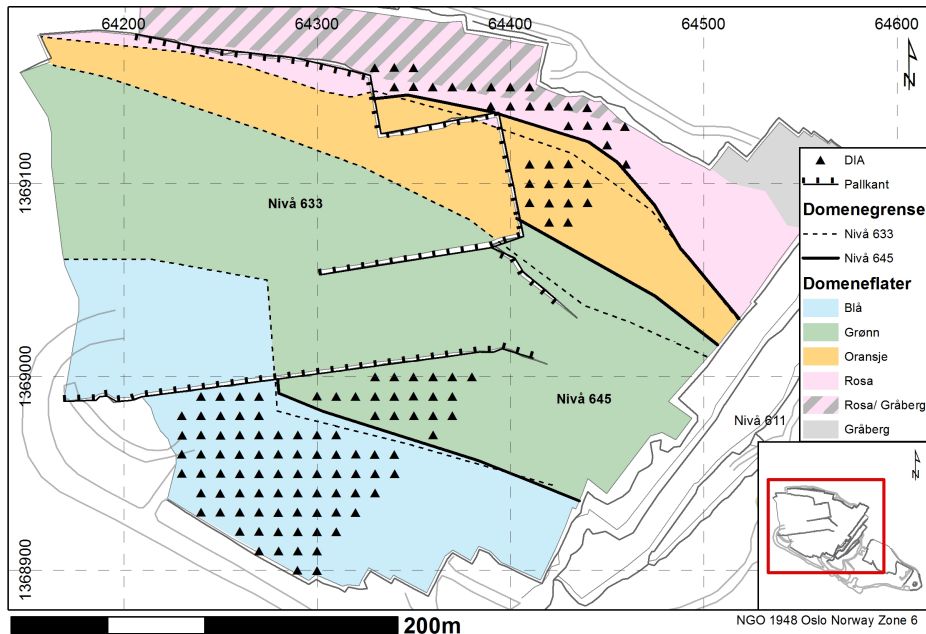 64200 64300 64400 64500 64600
N
1369100
1369000
1368900
Nivå 633
Nivå 645
Nivå 611
DIA
Pallkant
Domenegrense
Nivå 633
Nivå 645
Domeneflater
Blå
Grønn
Oransje
Rosa
Rosa/ Gråberg
Gråberg
N
200m
NGO 1948 Oslo Norway Zone 6